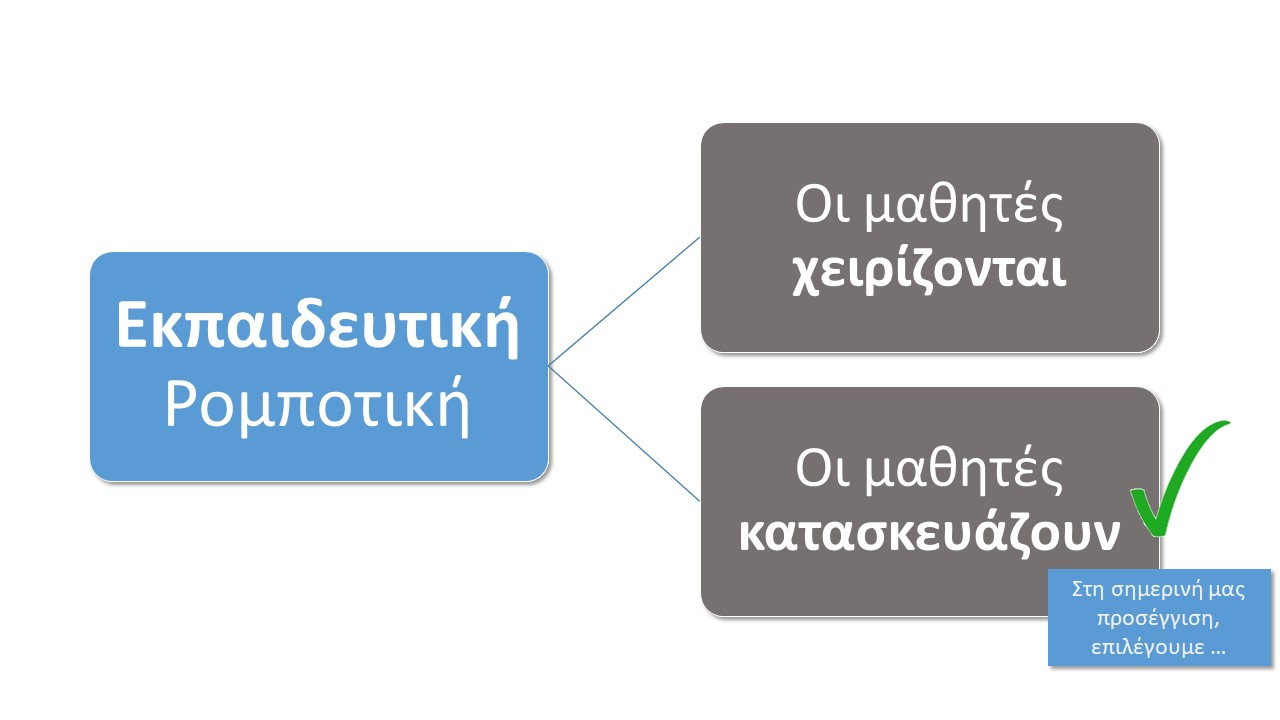 Εκπαιδευτική
Ρομποτική
Οι μαθητές
χειρίζονται
Οι μαθητές
κατασκευάζουν
Στη σημερινή μας
προσέγγιση,
επιλέγουμε ...